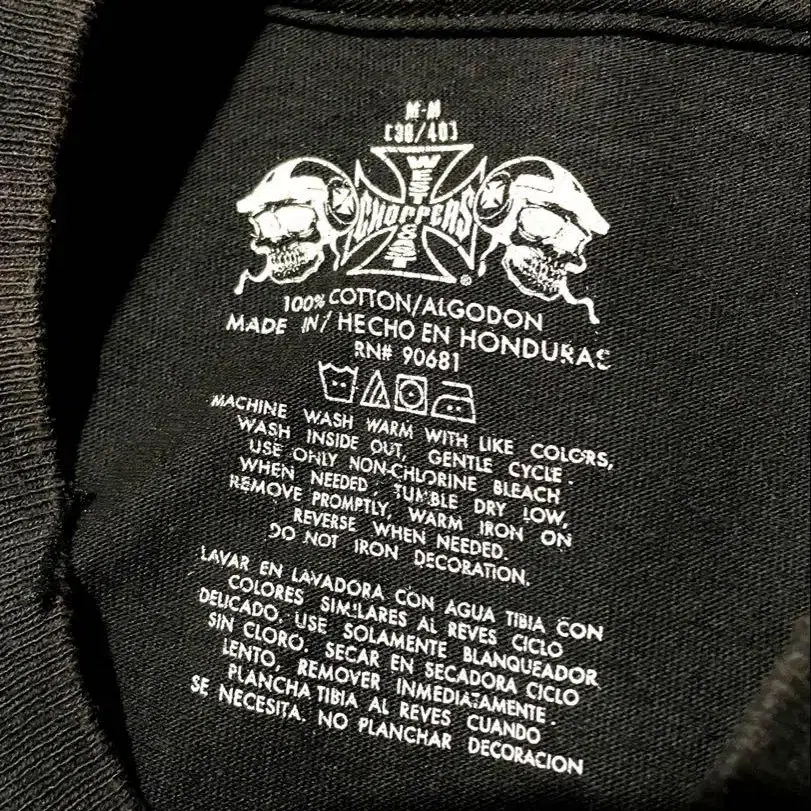 M-M
[38/40]
WEST COAST
CHOPPERS
®
100% COTTON/ALGODON
MADE IN/HECHO EN HONDURAS
RN# 90681
MACHINE WASH WARM WITH LIKE COLORS,
WASH INSIDE OUT, GENTLE CYCLE.
USE ONLY NON-CHLORINE BLEACH
WHEN NEEDED, TUMBLE DRY LOW,
REMOVE PROMPTLY, WARM IRON ON
REVERSE WHEN NEEDED.
DO NOT IRON DECORATION.
LAVAR EN LAVADORA CON AGUA TIBIA CON
COLORES SIMILARES AL REVES CICLO
DELICADO. USE SOLAMENTE BLANQUEADOR
SIN CLORO. SECAR EN SECADORA CICLO
LENTO, REMOVER INMEDIATAMENTE.
PLANCHA TIBIA AL REVES CUANDO
SE NECESITA. NO PLANCHAR DECORACION